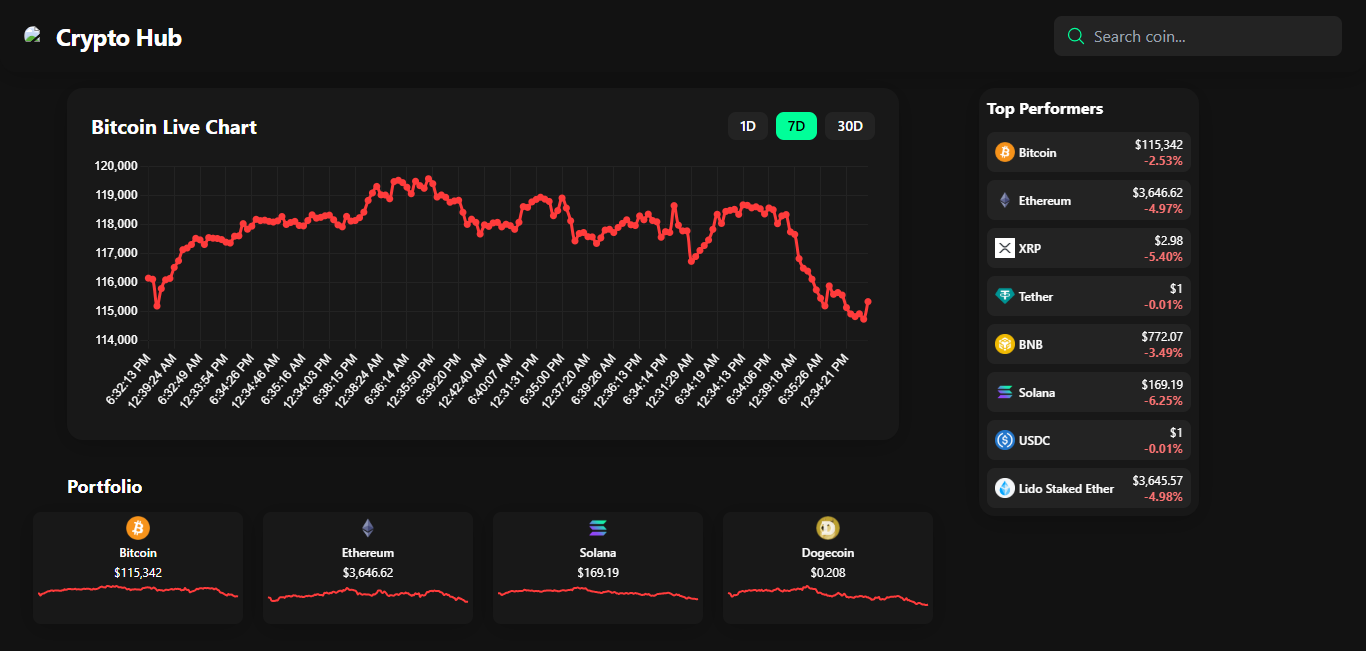 Crypto Hub
Search coin...
Bitcoin Live Chart
1D
7D
30D
120,000
119,000
118,000
117,000
116,000
115,000
114,000
6:32:13 PM
12:39:24 AM
6:32:49 AM
12:33:54 PM
6:34:26 PM
12:34:46 AM
6:35:16 AM
12:34:03 PM
6:38:15 PM
12:38:24 AM
6:36:14 AM
12:35:50 PM
6:39:20 PM
12:42:40 AM
6:40:07 AM
12:31:31 PM
6:35:00 PM
12:37:20 AM
6:39:26 AM
12:36:13 PM
6:34:14 PM
12:31:29 AM
6:34:19 AM
12:34:13 PM
6:34:06 PM
12:39:18 AM
6:35:26 AM
12:34:21 PM
Top Performers
Bitcoin
$115,342
-2.53%
Ethereum
$3,646.62
-4.97%
XRP
$2.98
-5.40%
Tether
$1
-0.01%
BNB
$772.07
-3.49%
Solana
$169.19
-6.25%
USDC
$1
-0.01%
Lido Staked Ether
$3,645.57
-4.98%
Portfolio
Bitcoin
$115,342
Ethereum
$3,646.62
Solana
$169.19
Dogecoin
$0.208